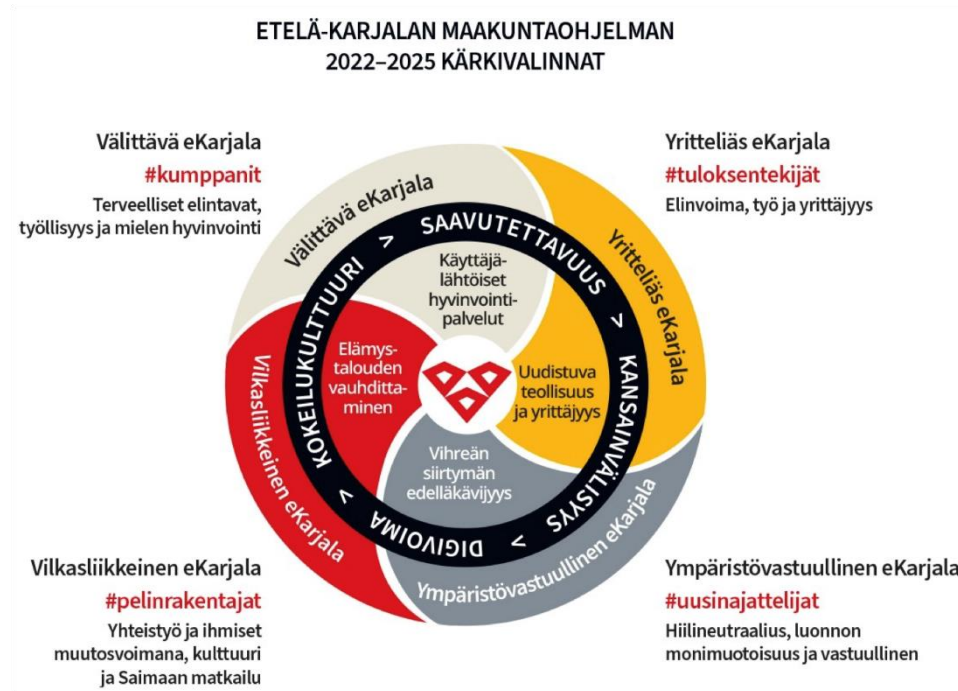 ETELÄ-KARJALAN MAAKUNTAOHJELMAN
2022–2025 KÄRKIVALINNAT
Välittävä eKarjala
#kumppanit
Terveelliset elintavat,
työllisyys ja mielen hyvinvointi
Yritteliäs eKarjala
#tuloksentekijät
Elinvoima, työ ja yrittäjyys
Välittävä eKarjala
Yritteliäs eKarjala
Ympäristövastuullinen eKarjala
Vilkasliikkeinen eKarjala
SAAVUTETTAVUUS >
KANSAINVÄLISYYS >
DIGIVOIMA >
KOKEILUKULTTUURI >
Käyttäjä-
lähtöiset
hyvinvointi-
palvelut
Elämys-
talouden
vauhditta-
minen
Uudistuva
teollisuus
ja yrittäjyys
Vihreän
siirtymän
edelläkävijyys
Vilkasliikkeinen eKarjala
#pelinrakentajat
Yhteistyö ja ihmiset
muutosvoimana, kulttuuri
ja Saimaan matkailu
Ympäristövastuullinen eKarjala
#uusinajattelijat
Hiilineutraalius, luonnon
monimuotoisuus ja vastuullinen